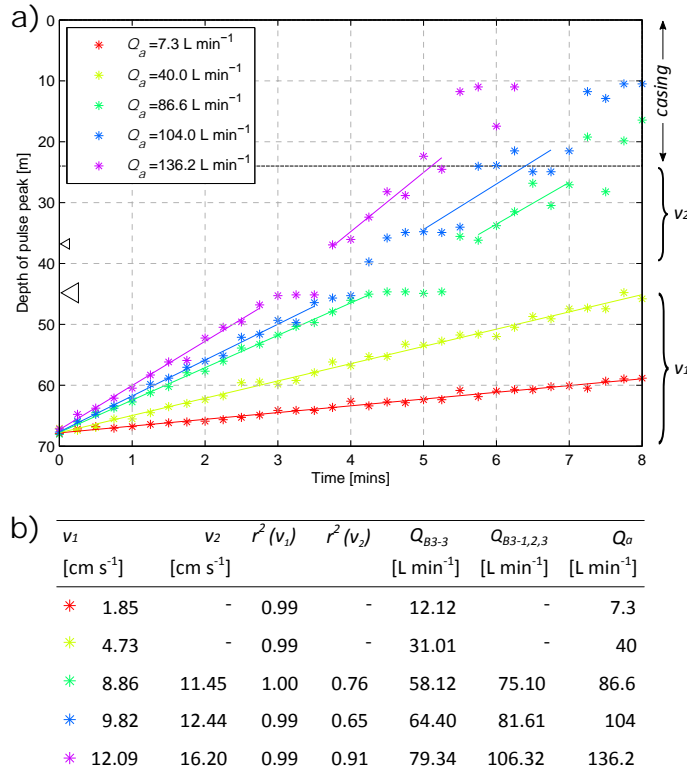 a)
Q_a =7.3 L min⁻¹
Q_a =40.0 L min⁻¹
Q_a =86.6 L min⁻¹
Q_a =104.0 L min⁻¹
Q_a =136.2 L min⁻¹
0
10
20
30
40
50
60
70
Depth of pulse peak [m]
0 1 2 3 4 5 6 7 8
Time [mins]
casing
v₂
v₁
b)
v₁ v₂ r² (v₁) r² (v₂) Q_B3-3 Q_B3-1,2,3 Q_a
[cm s⁻¹] [cm s⁻¹] [L min⁻¹] [L min⁻¹] [L min⁻¹]
1.85 - 0.99 - 12.12 - 7.3
4.73 - 0.99 - 31.01 - 40
8.86 11.45 1.00 0.76 58.12 75.10 86.6
9.82 12.44 0.99 0.65 64.40 81.61 104
12.09 16.20 0.99 0.91 79.34 106.32 136.2